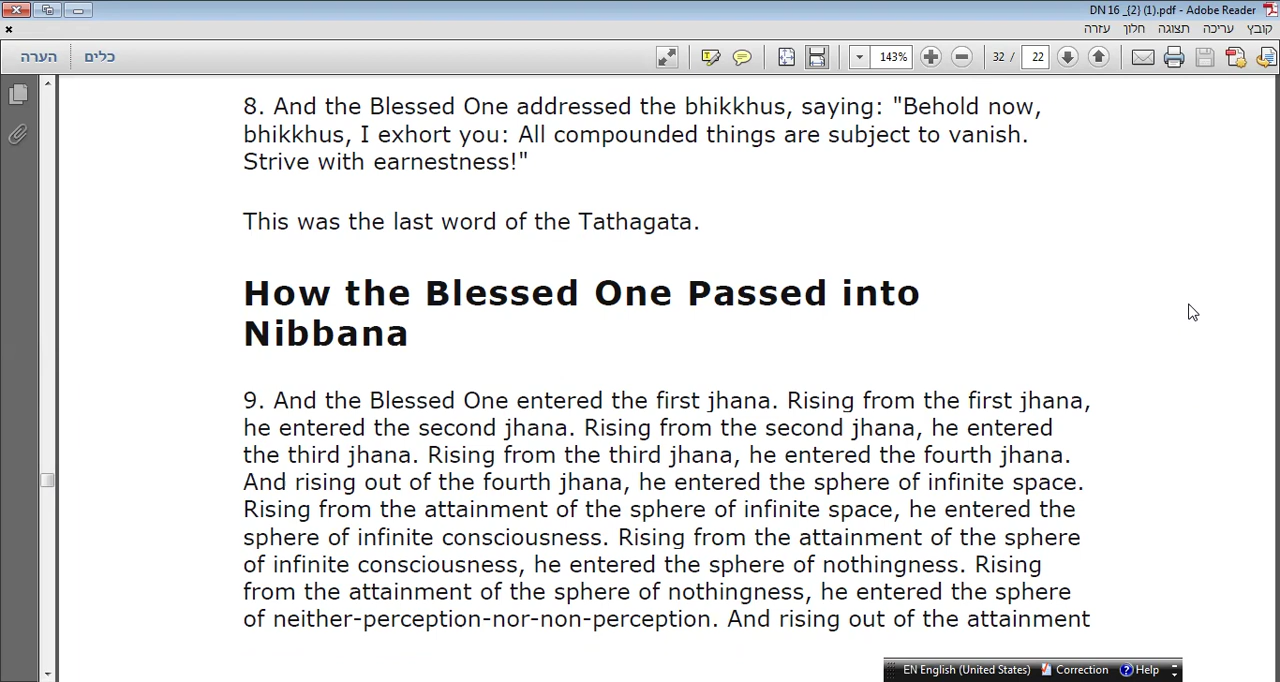 DN 16 _{2} (1).pdf - Adobe Reader
קובץ עריכה תצוגה חלון עזרה
הערה כלים 143% 32 / 22
8. And the Blessed One addressed the bhikkhus, saying: "Behold now,
bhikkhus, I exhort you: All compounded things are subject to vanish.
Strive with earnestness!"
This was the last word of the Tathagata.
How the Blessed One Passed into
Nibbana
9. And the Blessed One entered the first jhana. Rising from the first jhana,
he entered the second jhana. Rising from the second jhana, he entered
the third jhana. Rising from the third jhana, he entered the fourth jhana.
And rising out of the fourth jhana, he entered the sphere of infinite space.
Rising from the attainment of the sphere of infinite space, he entered the
sphere of infinite consciousness. Rising from the attainment of the sphere
of infinite consciousness, he entered the sphere of nothingness. Rising
from the attainment of the sphere of nothingness, he entered the sphere
of neither-perception-nor-non-perception. And rising out of the attainment
EN English (United States) Correction Help